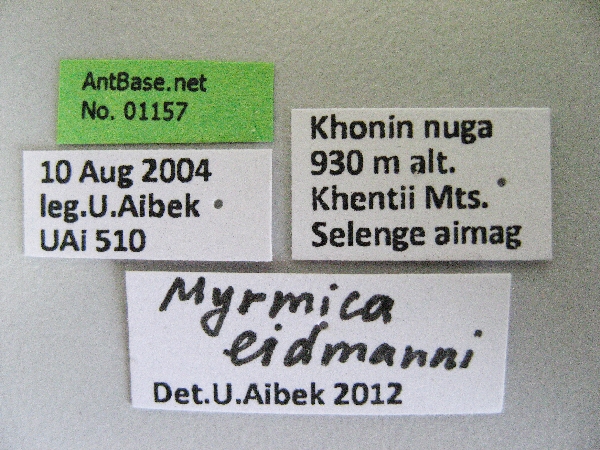 AntBase.net
No. 01157
10 Aug 2004
leg.U.Aibek
UAi 510
Khonin nuga
930 m alt.
Khentii Mts.
Selenge aimag
Myrmica
eidmanni
Det.U.Aibek 2012